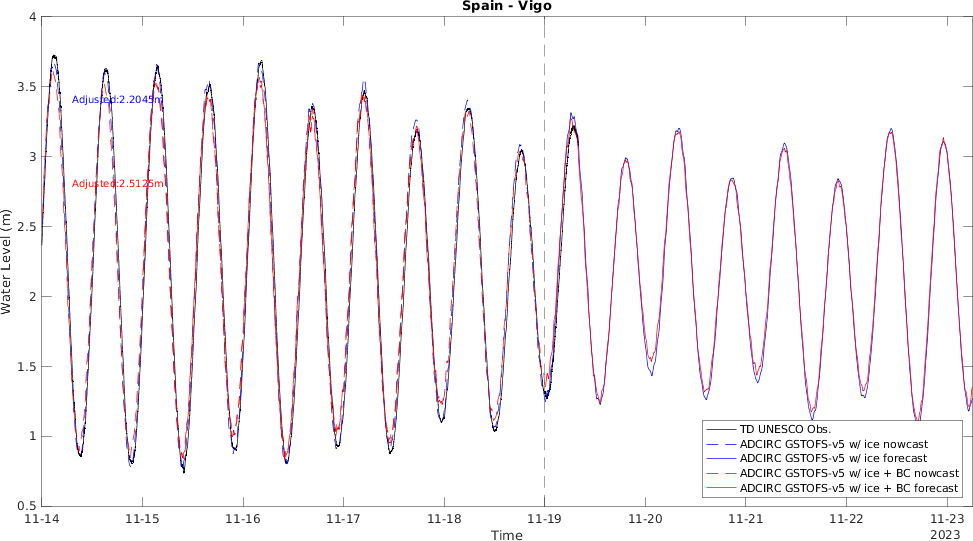 Spain - Vigo
4
3.5
3
2.5
2
1.5
1
0.5
Water Level (m)
Adjusted:2.2045m
Adjusted:2.5125m
TD UNESCO Obs.
ADCIRC GSTOFS-v5 w/ ice nowcast
ADCIRC GSTOFS-v5 w/ ice forecast
ADCIRC GSTOFS-v5 w/ ice + BC nowcast
ADCIRC GSTOFS-v5 w/ ice + BC forecast
11-14 11-15 11-16 11-17 11-18 11-19 11-20 11-21 11-22 11-23
2023
Time